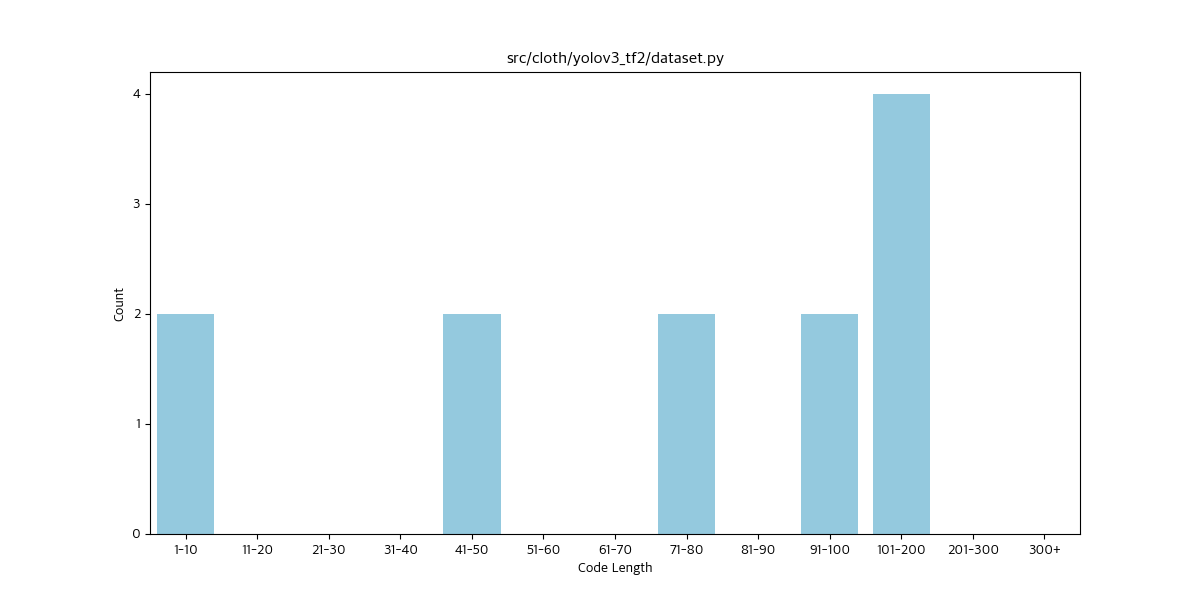 src/cloth/yolov3_tf2/dataset.py
Count
4
3
2
1
0
1-10 11-20 21-30 31-40 41-50 51-60 61-70 71-80 81-90 91-100 101-200 201-300 300+
Code Length